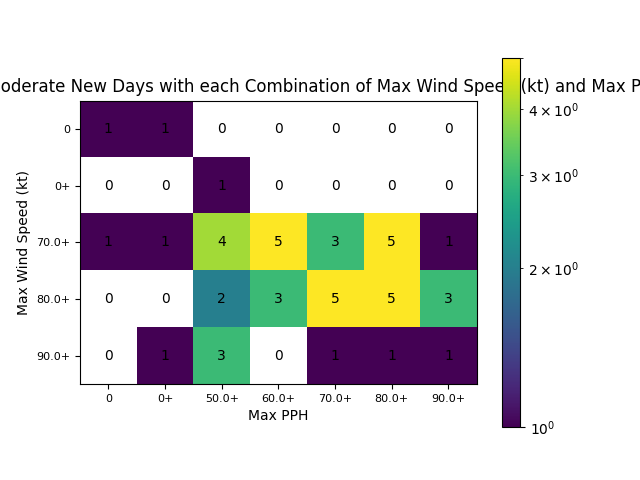 oderate New Days with each Combination of Max Wind Speed (kt) and Max P
Max Wind Speed (kt)
0 1 1 0 0 0 0 0
0+ 0 0 1 0 0 0 0
70.0+ 1 1 4 5 3 5 1
80.0+ 0 0 2 3 5 5 3
90.0+ 0 1 3 0 1 1 1
0 0+ 50.0+ 60.0+ 70.0+ 80.0+ 90.0+
Max PPH
4 × 10⁰
3 × 10⁰
2 × 10⁰
10⁰